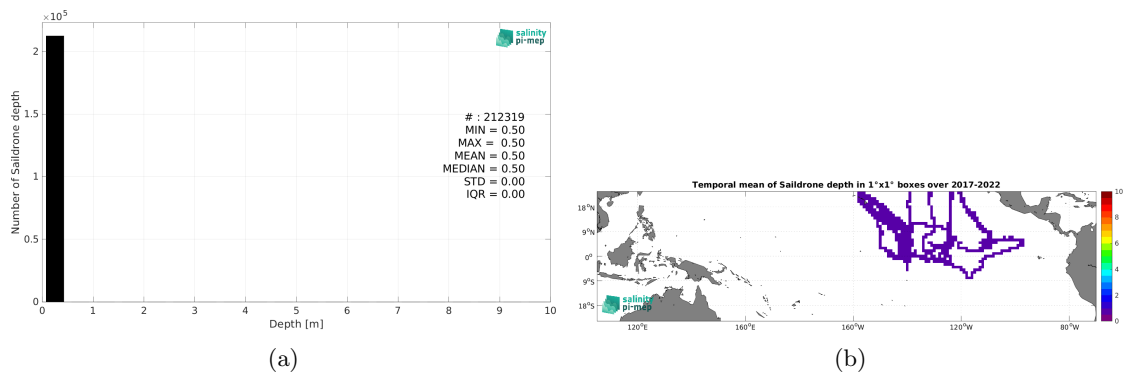 ×10⁵
2
1.5
1
0.5
0
Number of Saildrone depth
salinity
pi-mep
# : 212319
MIN = 0.50
MAX = 0.50
MEAN = 0.50
MEDIAN = 0.50
STD = 0.00
IQR = 0.00
0 1 2 3 4 5 6 7 8 9 10
Depth [m]
(a)
Temporal mean of Saildrone depth in 1°x1° boxes over 2017-2022
18°N
9°N
0°
9°S
18°S
salinity
pi-mep
120°E 160°E 160°W 120°W 80°W
10
8
6
4
2
0
(b)